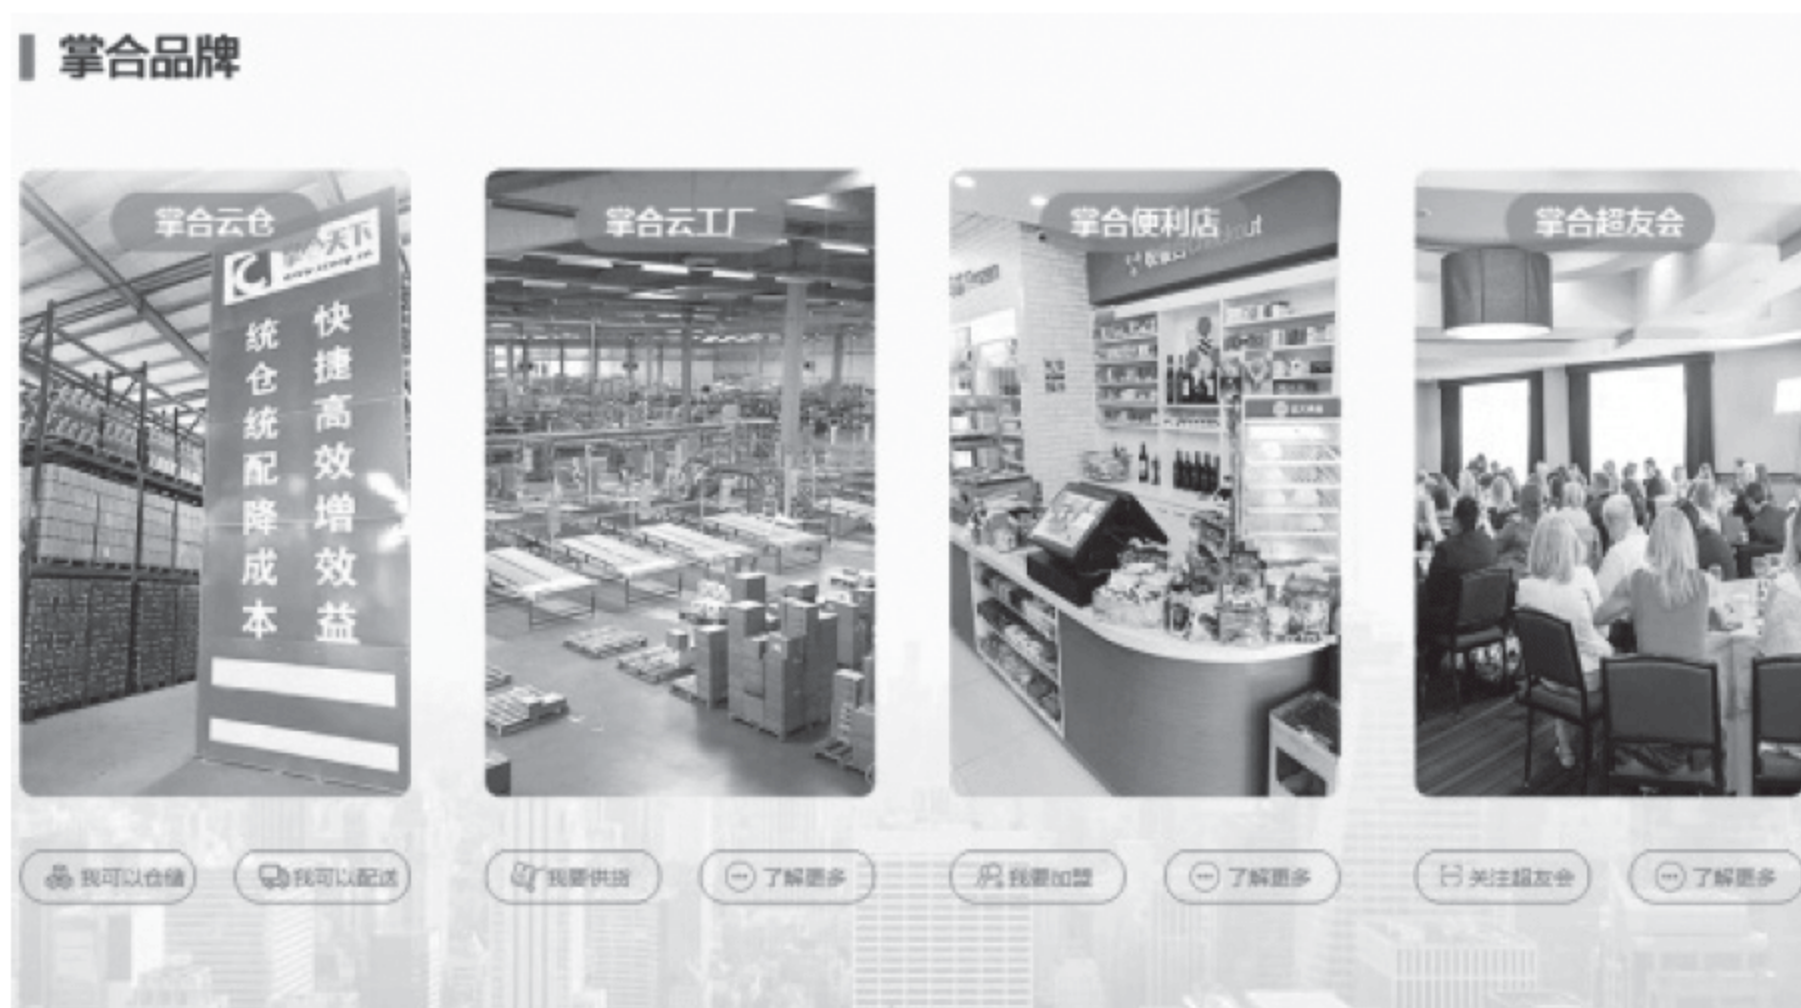 掌合品牌
掌合云仓
天下
快捷高效增效益
统仓统配降成本
掌合云工厂
掌合便利店
掌合超友会
我可以仓储
我可以配送
我要供货
了解更多
我要加盟
了解更多
关注超友会
了解更多